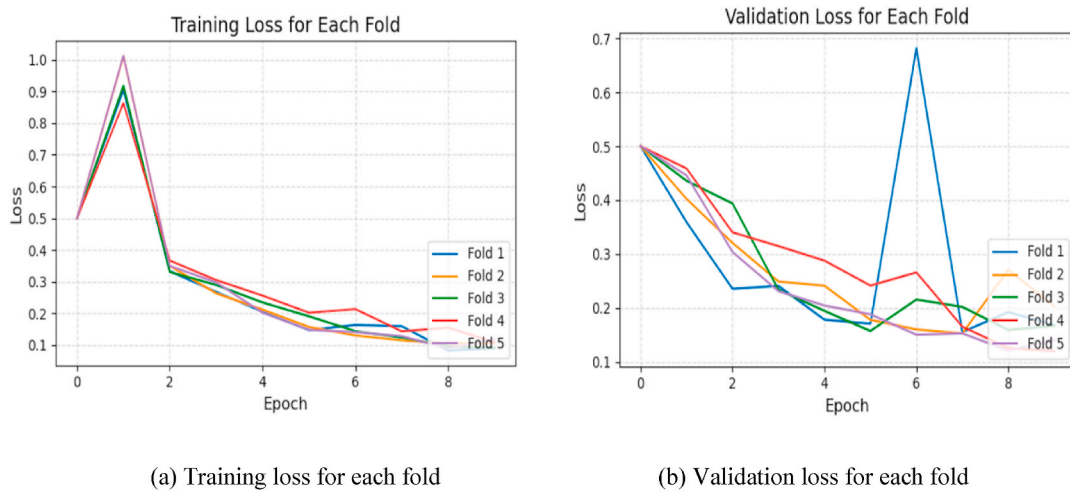 Training Loss for Each Fold
1.0
0.9
0.8
0.7
0.6
0.5
0.4
0.3
0.2
0.1
Loss
0 2 4 6 8
Epoch
Fold 1
Fold 2
Fold 3
Fold 4
Fold 5
Validation Loss for Each Fold
0.7
0.6
0.5
0.4
0.3
0.2
0.1
Loss
0 2 4 6 8
Epoch
Fold 1
Fold 2
Fold 3
Fold 4
Fold 5
(a) Training loss for each fold
(b) Validation loss for each fold